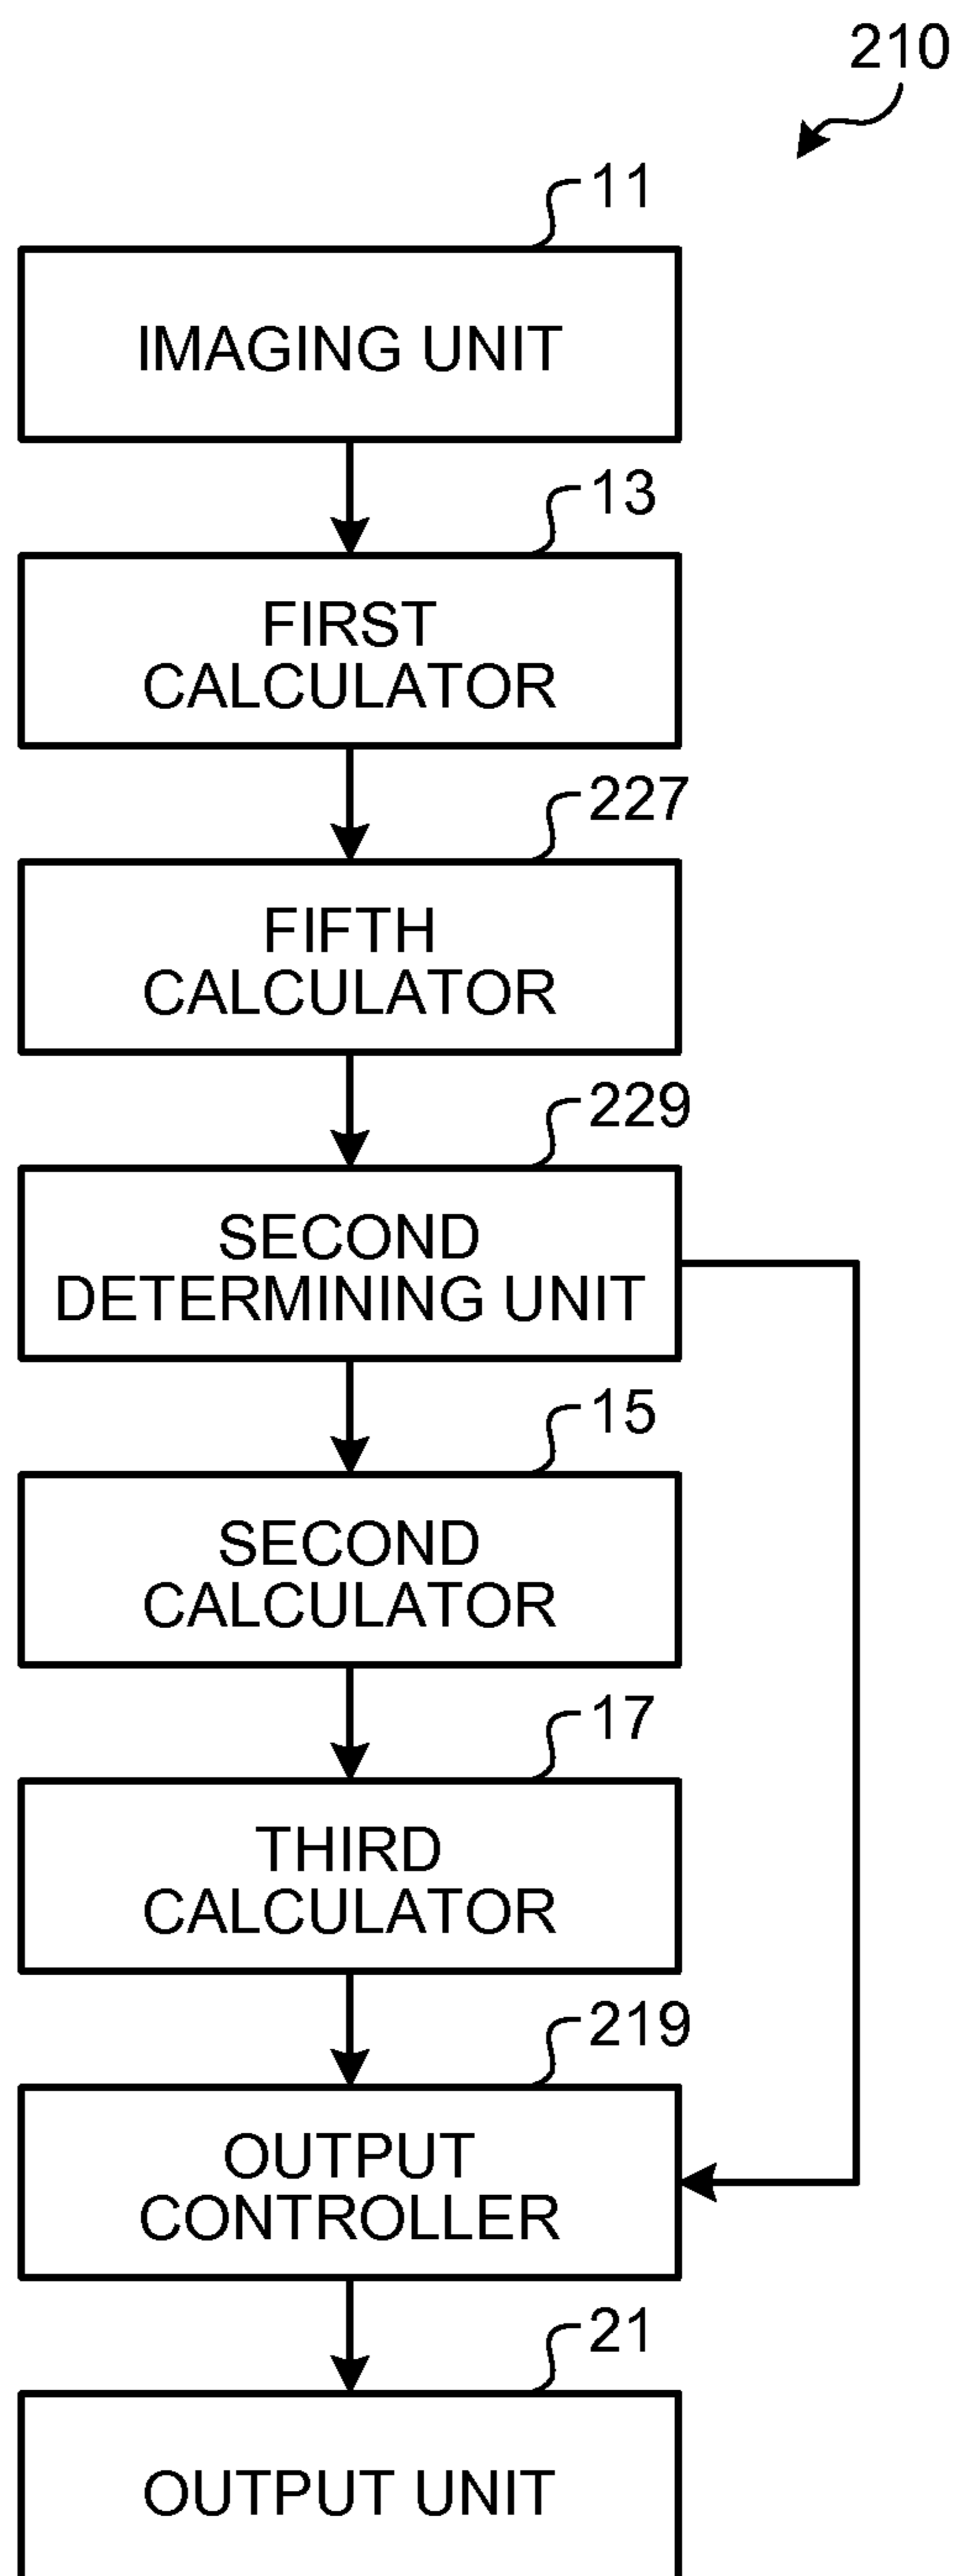 210
11
IMAGING UNIT
13
FIRST
CALCULATOR
227
FIFTH
CALCULATOR
229
SECOND
DETERMINING UNIT
15
SECOND
CALCULATOR
17
THIRD
CALCULATOR
219
OUTPUT
CONTROLLER
21
OUTPUT UNIT